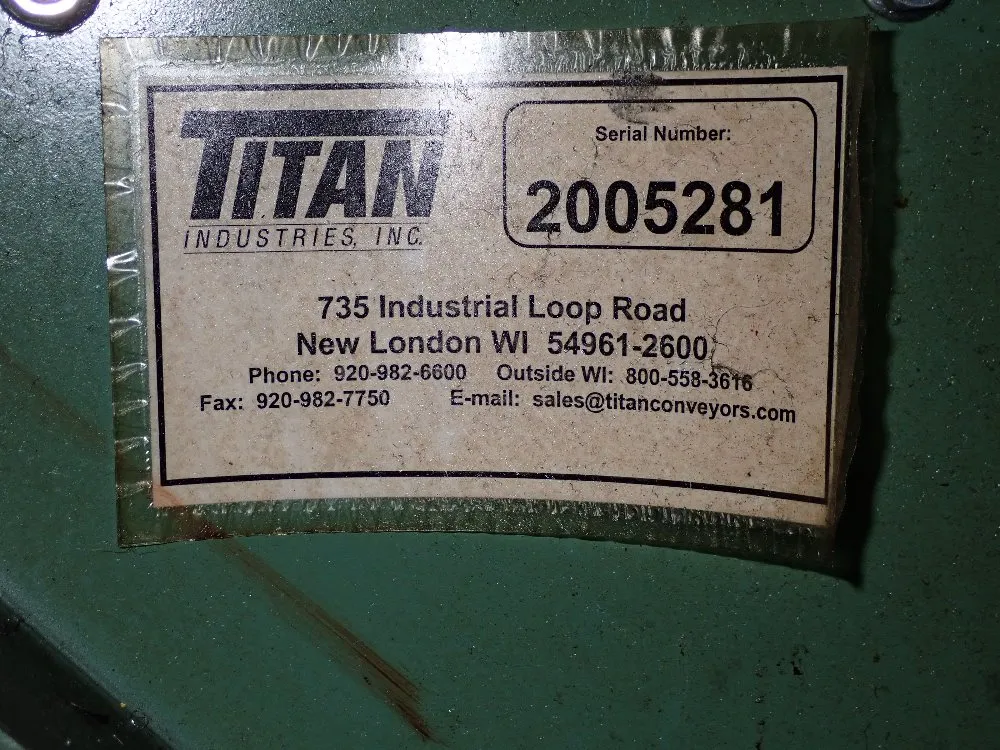 TITAN
INDUSTRIES, INC.
Serial Number:
2005281
735 Industrial Loop Road
New London WI 54961-2600
Phone: 920-982-6600 Outside WI: 800-558-3616
Fax: 920-982-7750 E-mail: sales@titanconveyors.com